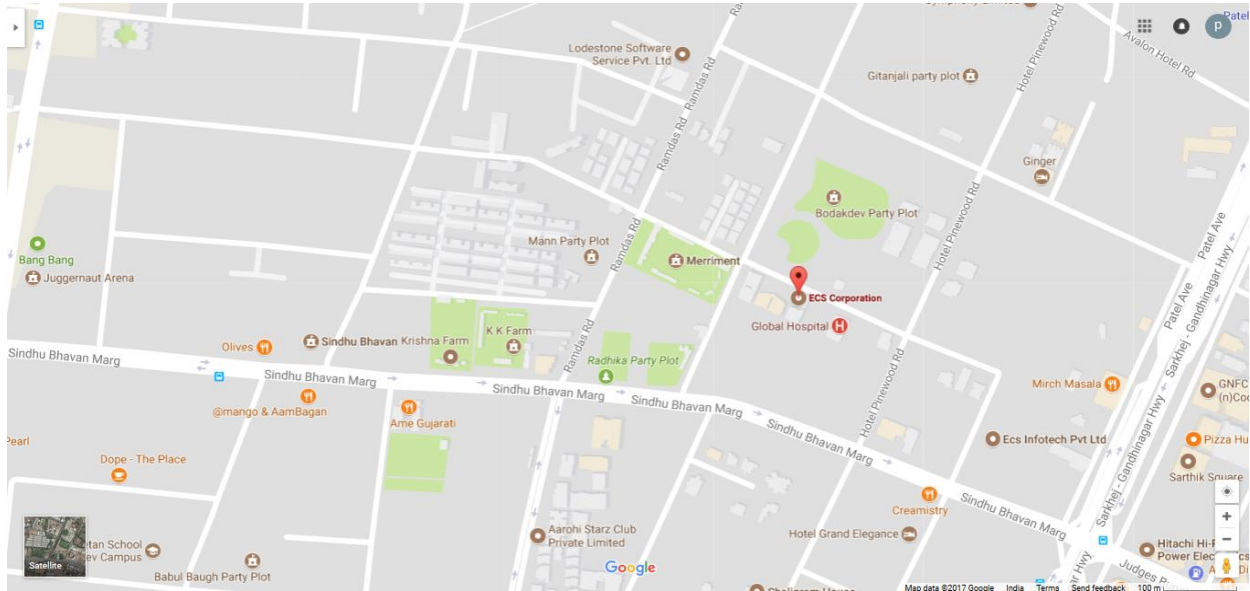 Patel
P
Lodestone Software
Service Pvt. Ltd
Ramdas Rd
Ramdas Rd
Hotel Pinewood Rd
Avalon Hotel Rd
Gitanjali party plot
Ginger
Bodakdev Party Plot
Hotel Pinewood Rd
Patel Ave
Patel Ave
Mann Party Plot
Ramdas Rd
Merriment
Bang Bang
Juggernaut Arena
ECS Corporation
Global Hospital
H
Olives
Sindhu Bhavan
Krishna Farm
K K Farm
Ramdas Rd
Radhika Party Plot
Sindhu Bhavan Marg
Sindhu Bhavan Marg
Sindhu Bhavan Marg
Sindhu Bhavan Marg
Sindhu Bhavan Marg
Sindhu Bhavan Marg
Hotel Pinewood Rd
Mirch Masala
Sarkhej - Gandhinagar Hwy
Sarkhej - Gandhinagar Hwy
GNFC
(n)Co
@mango & AamBagan
Ame Gujarati
Pearl
Dope - The Place
Ecs Infotech Pvt Ltd
Pizza Hu
Sarthik Square
Creamistry
Hotel Grand Elegance
Aarohi Starz Club
Private Limited
Babul Baugh Party Plot
Satellite
Google
Hitachi Hi-
Power Elec
Judges
Map data ©2017 Google
India
Terms
Send feedback
100 m